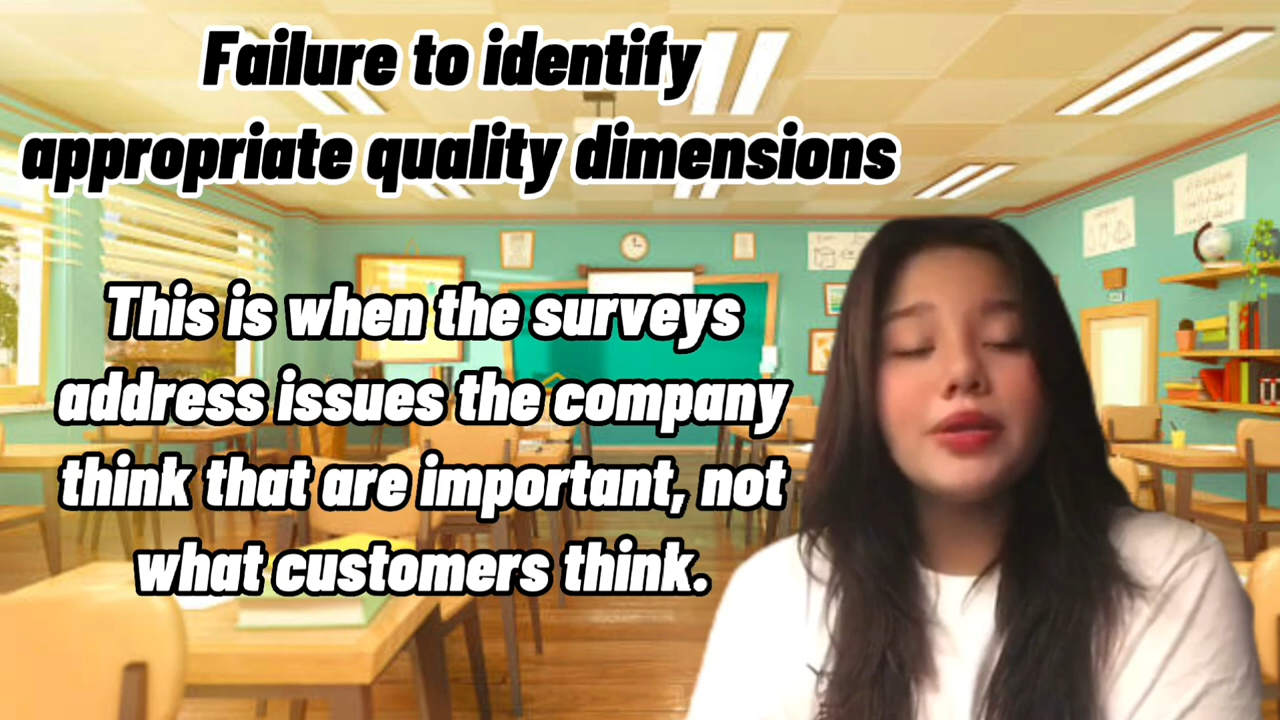 Failure to identify
appropriate quality dimensions
This is when the surveys
address issues the company
think that are important, not
what customers think.